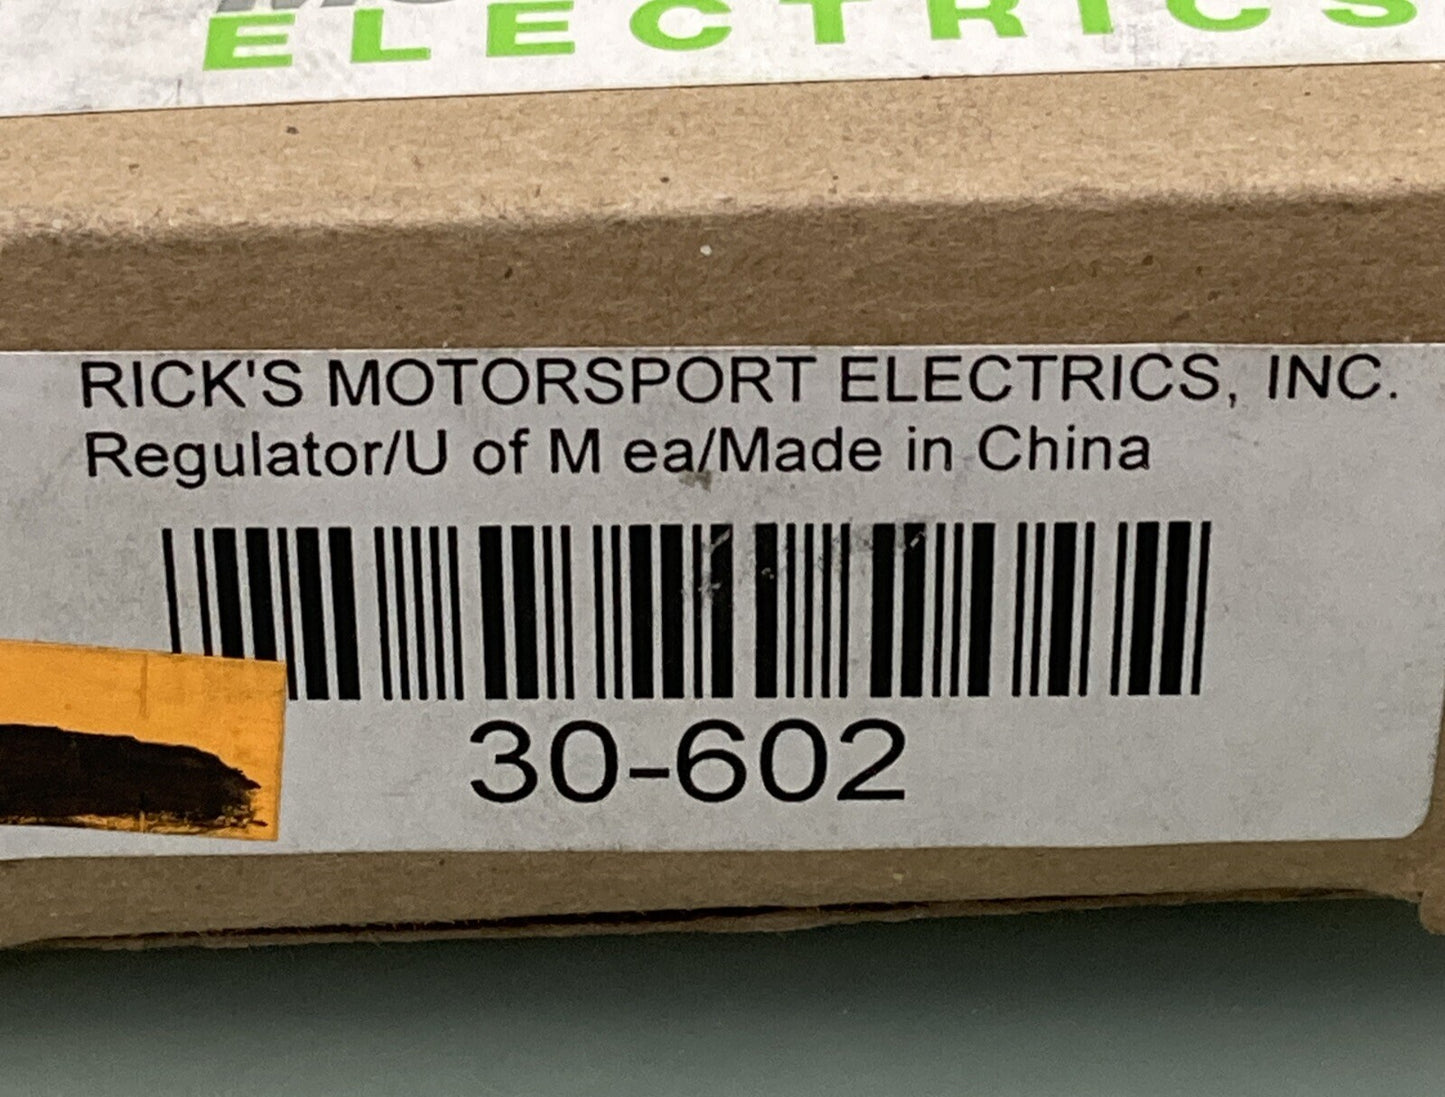 ELECTRICS
RICK'S MOTORSPORT ELECTRICS, INC.
Regulator/U of M ea/Made in China
30-602